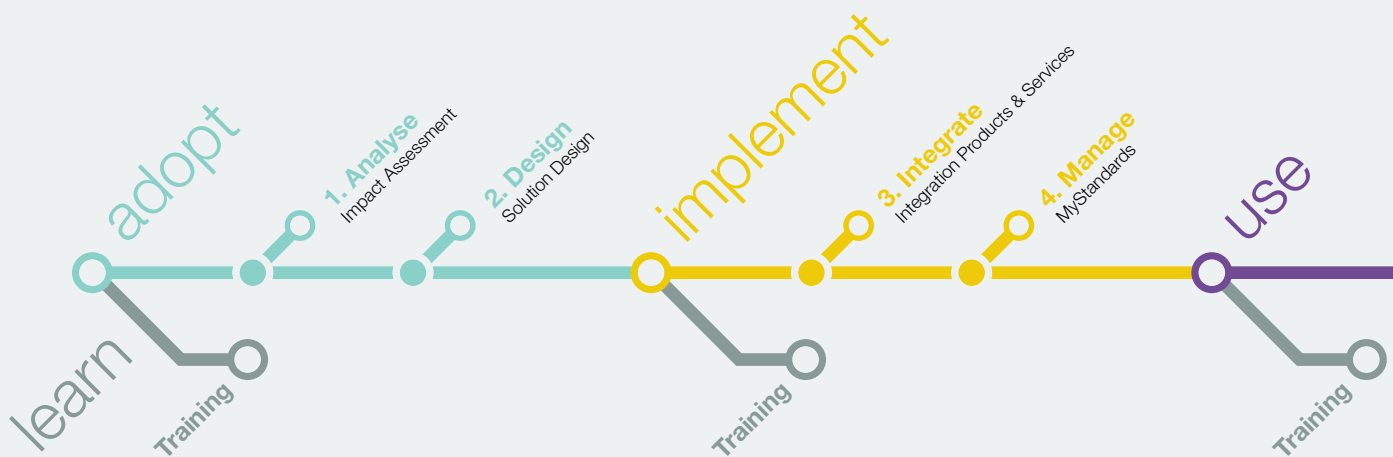 adopt
1. Analyse
Impact Assessment
2. Design
Solution Design
implement
3. Integrate
Integration Products & Services
4. Manage
MyStandards
use
learn
Training
Training
Training